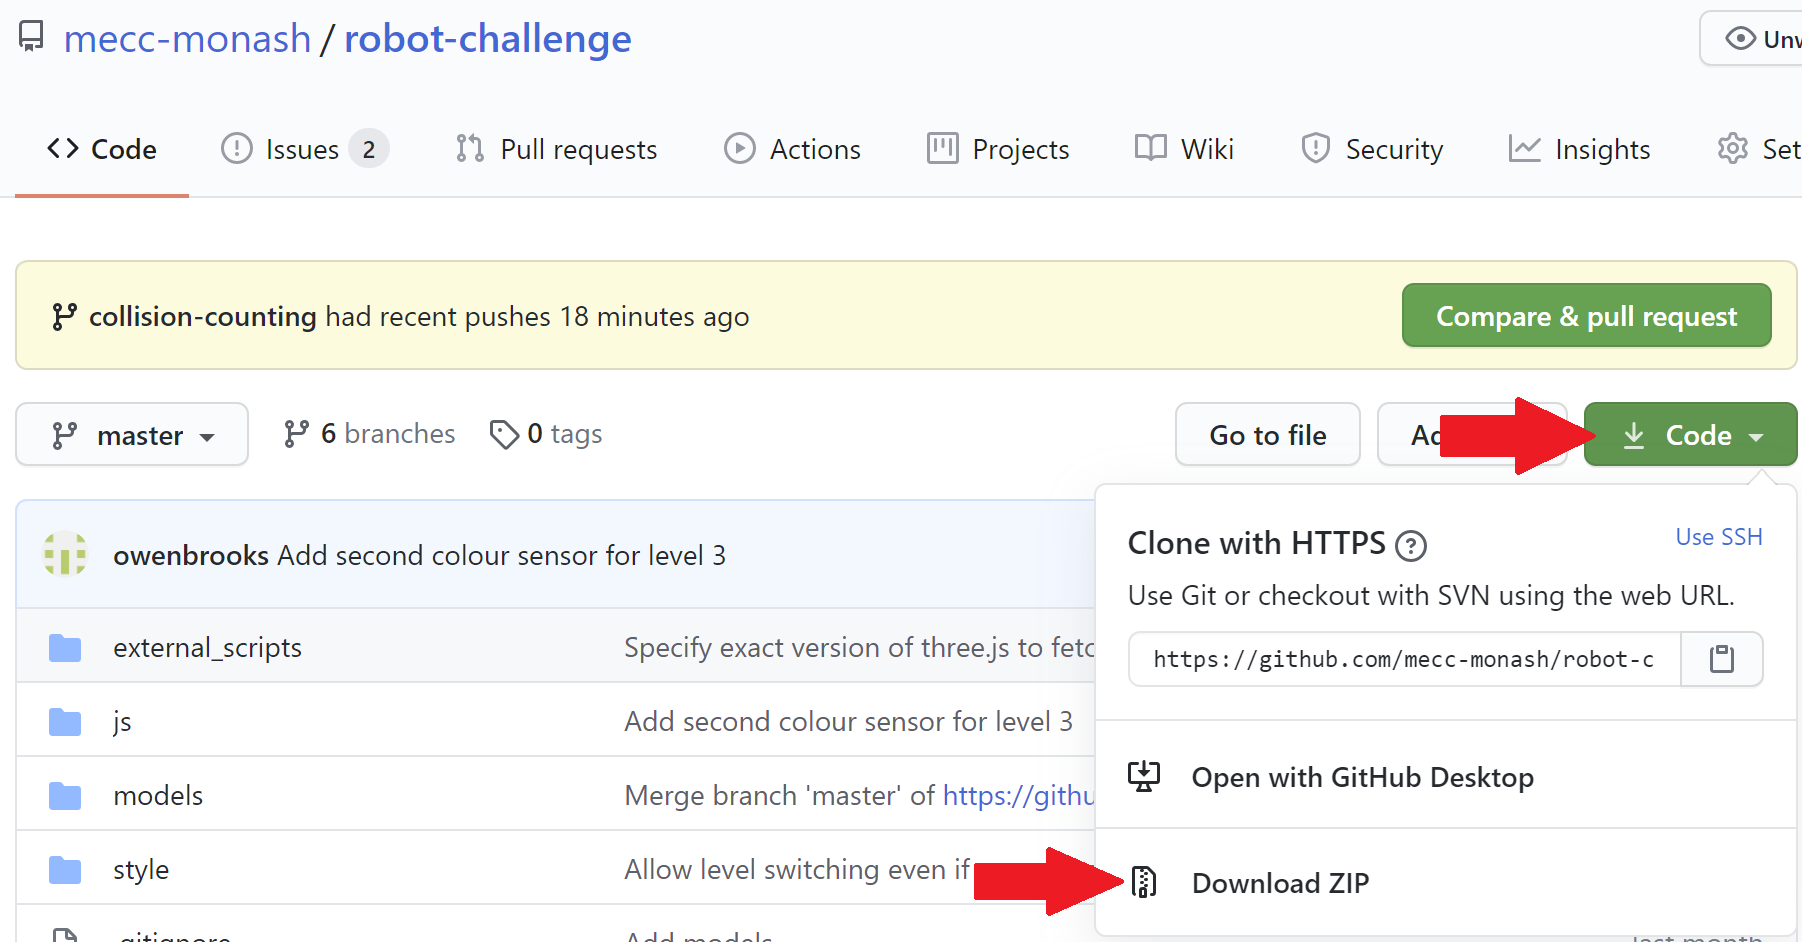 mecc-monash / robot-challenge
Code Issues 2 Pull requests Actions Projects Wiki Security Insights
collision-counting had recent pushes 18 minutes ago Compare & pull request
master 6 branches 0 tags Go to file Code
owenbrooks Add second colour sensor for level 3
Clone with HTTPS ? Use SSH
Use Git or checkout with SVN using the web URL.
external_scripts Specify exact version of three.js to
https://github.com/mecc-monash/robot-c
js Add second colour sensor for level 3
models Merge branch 'master' of https://
Open with GitHub Desktop
style Allow level switching even if
Download ZIP
.gitignore Add models last month